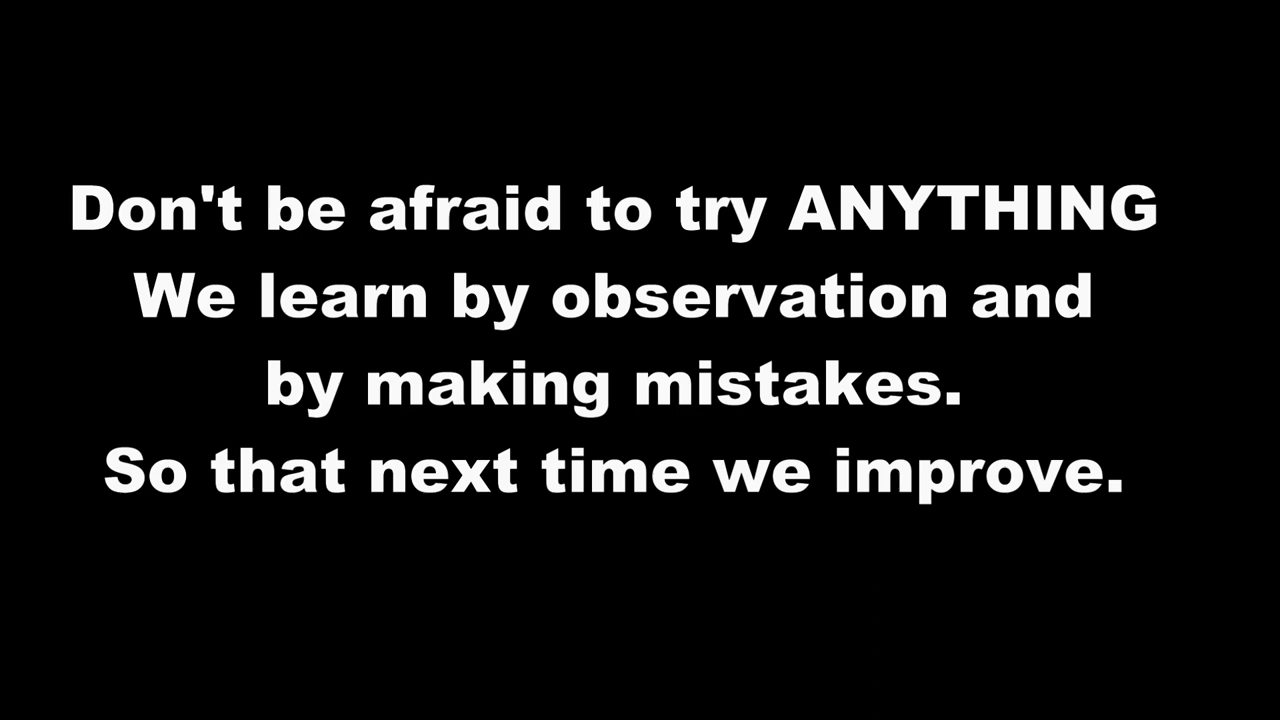 Don't be afraid to try ANYTHING
We learn by observation and
by making mistakes.
So that next time we improve.